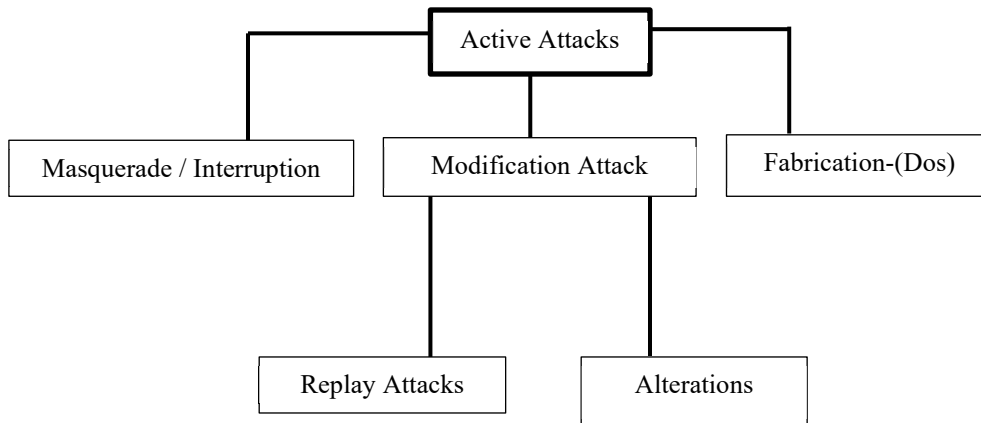 Active Attacks
Masquerade / Interruption
Modification Attack
Fabrication-(Dos)
Replay Attacks
Alterations